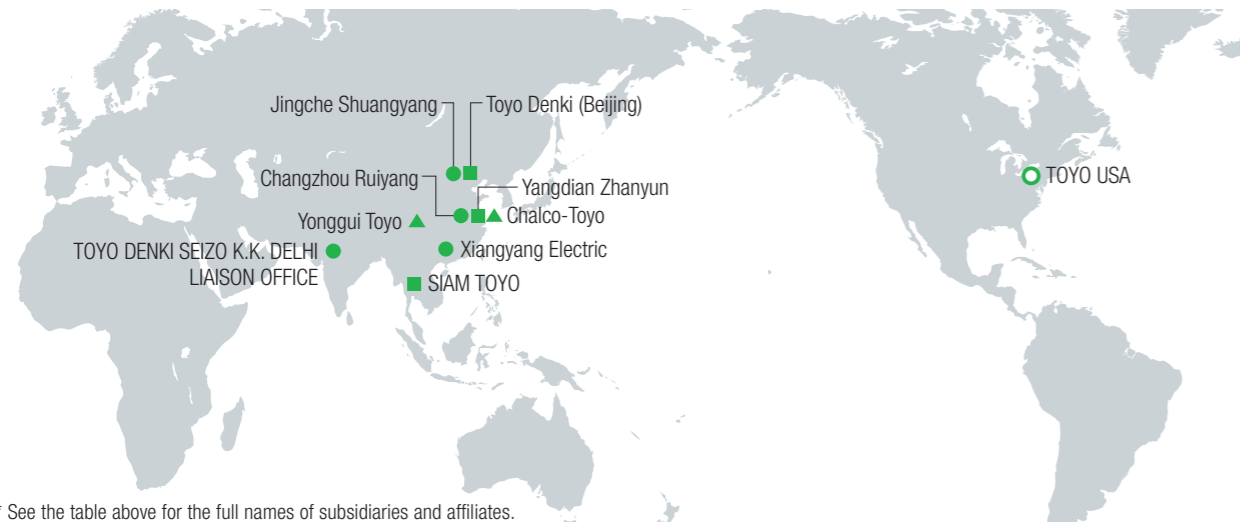 Jingche Shuangyang
Toyo Denki (Beijing)
Changzhou Ruiyang
Yangdian Zhanyun
TOYO USA
Yonggui Toyo
Chalco-Toyo
TOYO DENKI SEIZO K.K. DELHI
LIAISON OFFICE
Xiangyang Electric
SIAM TOYO
* See the table above for the full names of subsidiaries and affiliates.